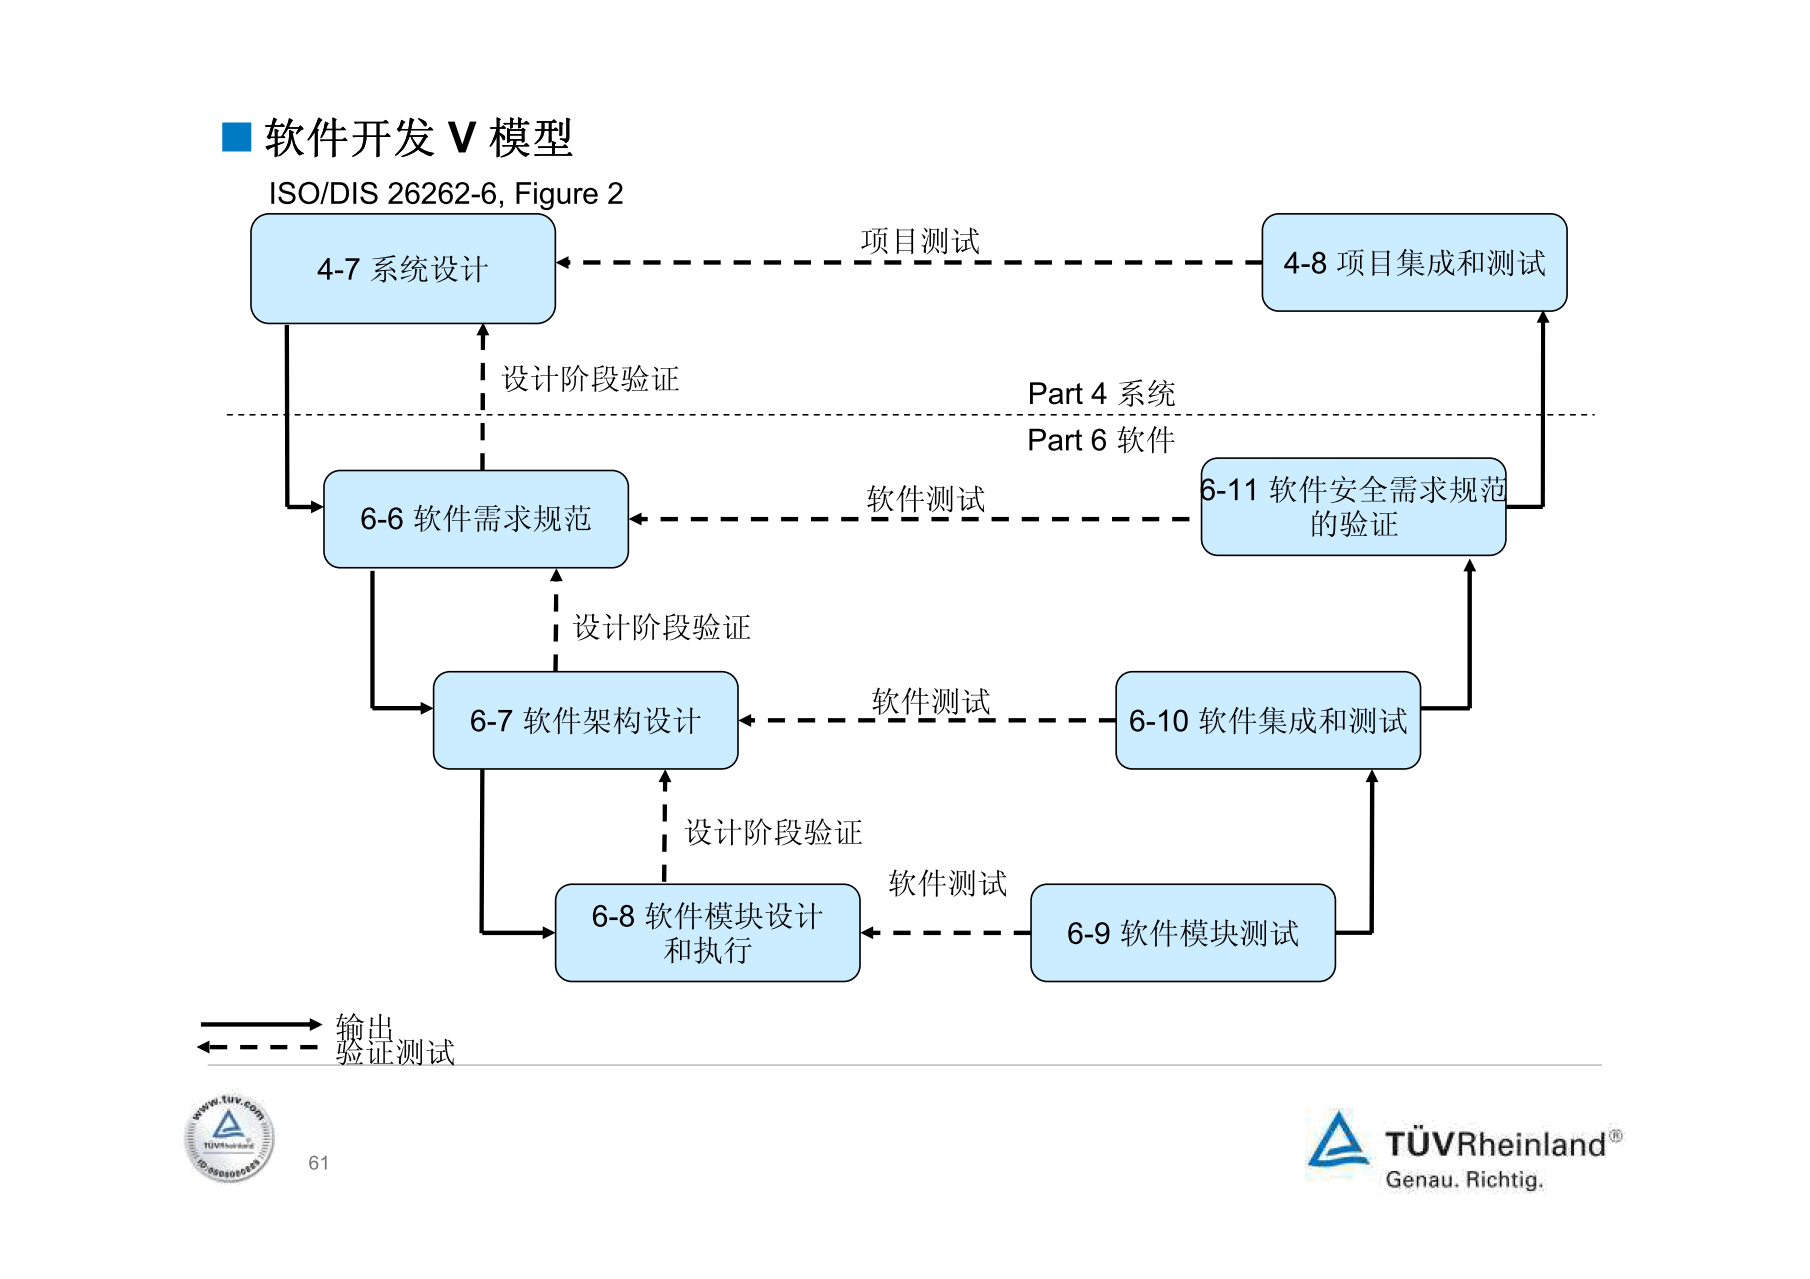 软件开发 V 模型
ISO/DIS 26262-6, Figure 2
4-7 系统设计
项目测试
4-8 项目集成和测试
设计阶段验证
Part 4 系统
Part 6 软件
6-6 软件需求规范
软件测试
6-11 软件安全需求规范
的验证
设计阶段验证
6-7 软件架构设计
软件测试
6-10 软件集成和测试
设计阶段验证
6-8 软件模块设计
和执行
软件测试
6-9 软件模块测试
输出
验证测试
www.tuv.com
TÜVRheinland
61
TÜVRheinland®
Genau. Richtig.